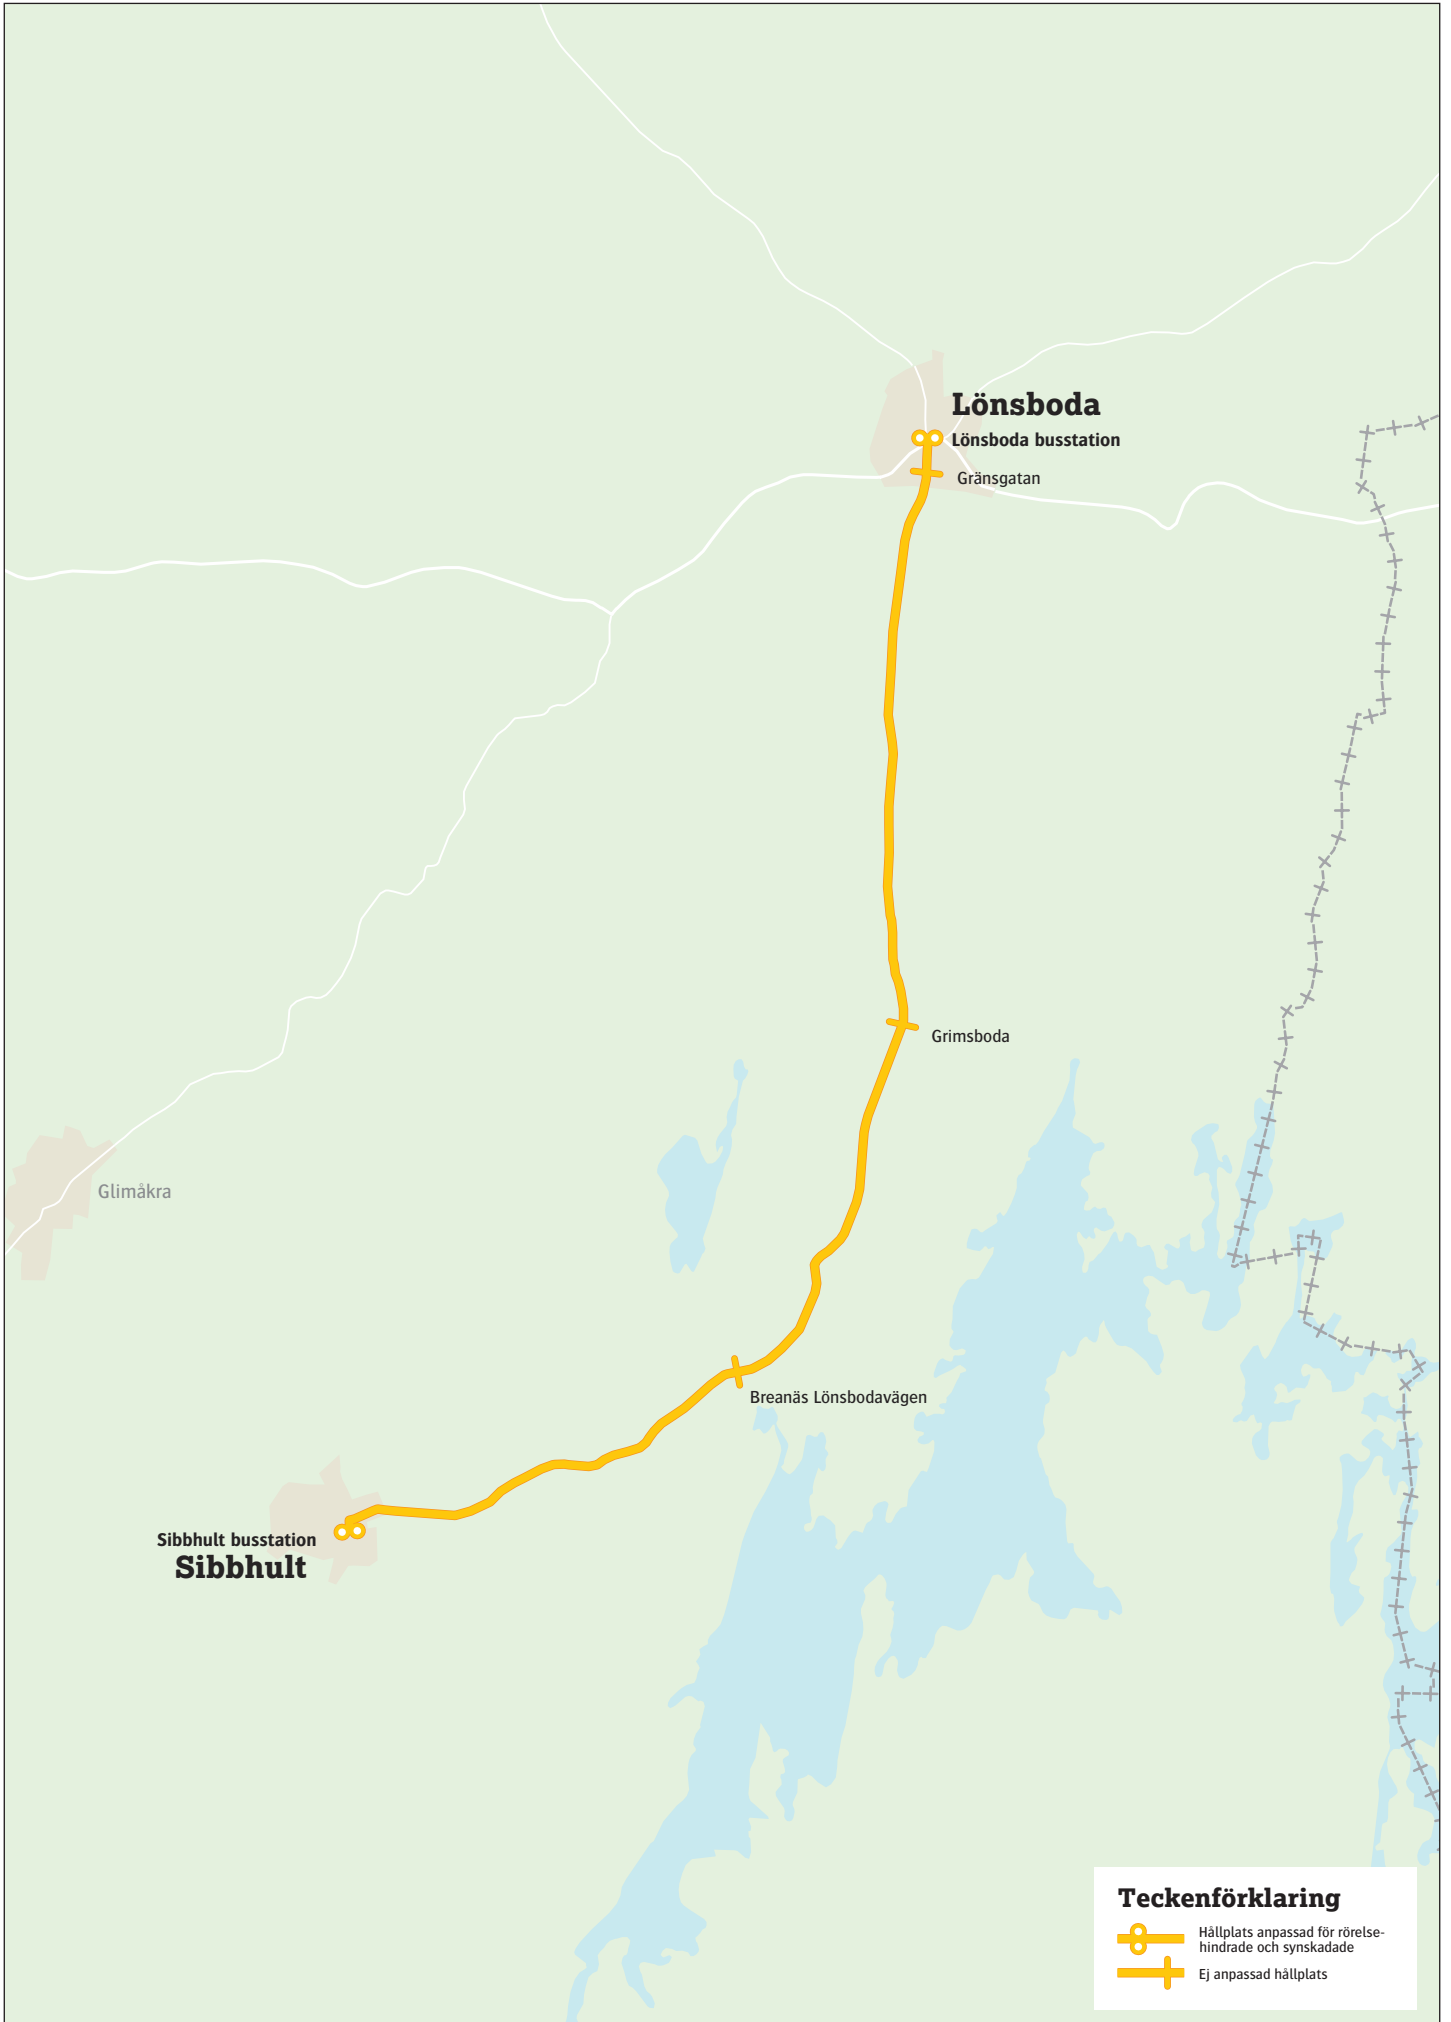 Lönsboda
Lönsboda busstation
Gränsgatan
Grimsboda
Glimåkra
Breanäs Lönsbodavägen
Sibbhult busstation
Sibbhult
Teckenförklaring
Hållplats anpassad för rörelse-
hindrade och synskadade
Ej anpassad hållplats